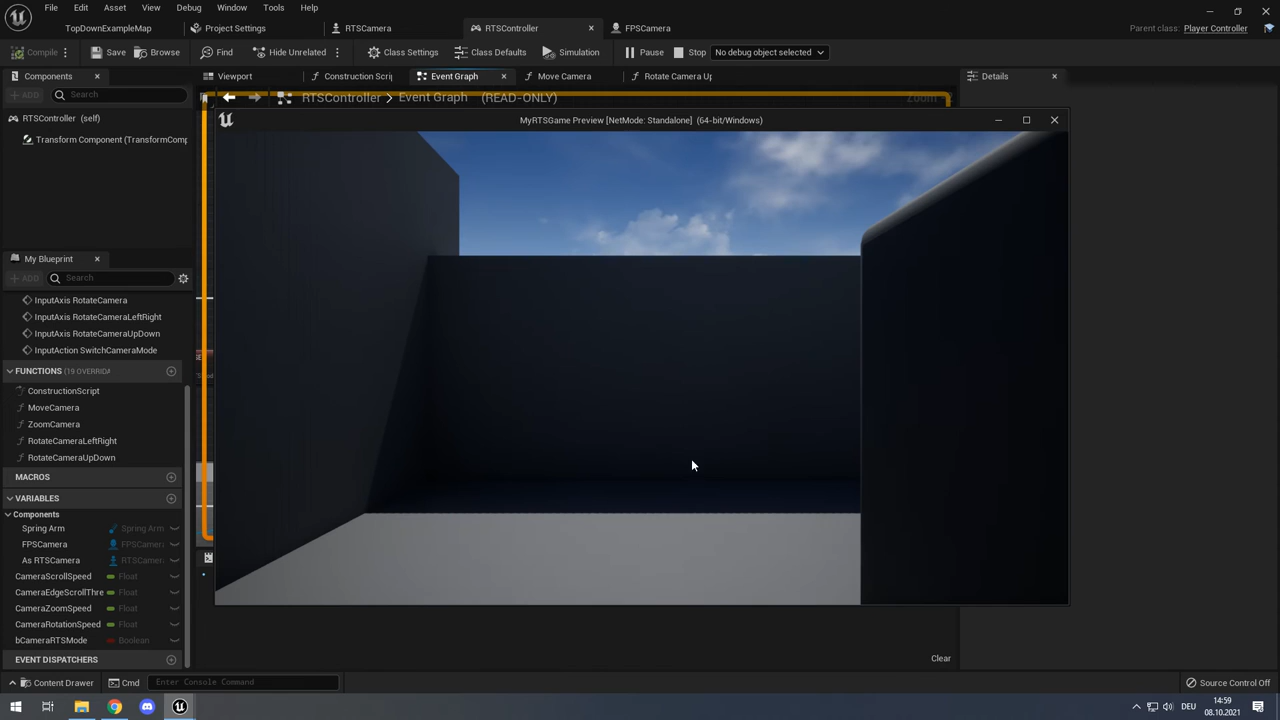 File Edit Asset View Debug Window Tools Help
TopDownExampleMap Project Settings RTSCamera RTSController FPSCamera Parent class: Player Controller
Compile Save Browse Find Hide Unrelated Class Settings Class Defaults Simulation Pause Stop No debug object selected
Components Viewport Construction Scrip Event Graph Move Camera Rotate Camera Up Details
ADD Search
RTSController > Event Graph (READ-ONLY) Zoom
RTSController (self)
MyRTSGame Preview [NetMode: Standalone] (64-bit/Windows)
Transform Component (TransformComp
My Blueprint
ADD Search
InputAxis RotateCamera
InputAxis RotateCameraLeftRight
InputAxis RotateCameraUpDown
InputAction SwitchCameraMode
FUNCTIONS (19 OVERRIDA
ConstructionScript
MoveCamera
ZoomCamera
RotateCameraLeftRight
RotateCameraUpDown
MACROS
VARIABLES
Components
Spring Arm Spring Arm
FPSCamera FPSCamera
As RTSCamera RTSCamera
CameraScrollSpeed Float
CameraEdgeScrollThre Float
CameraZoomSpeed Float
CameraRotationSpeed Float
bCameraRTSMode Boolean
EVENT DISPATCHERS
Clear
Content Drawer Cmd Enter Console Command Source Control Off
DEU
14:59
08.10.2021